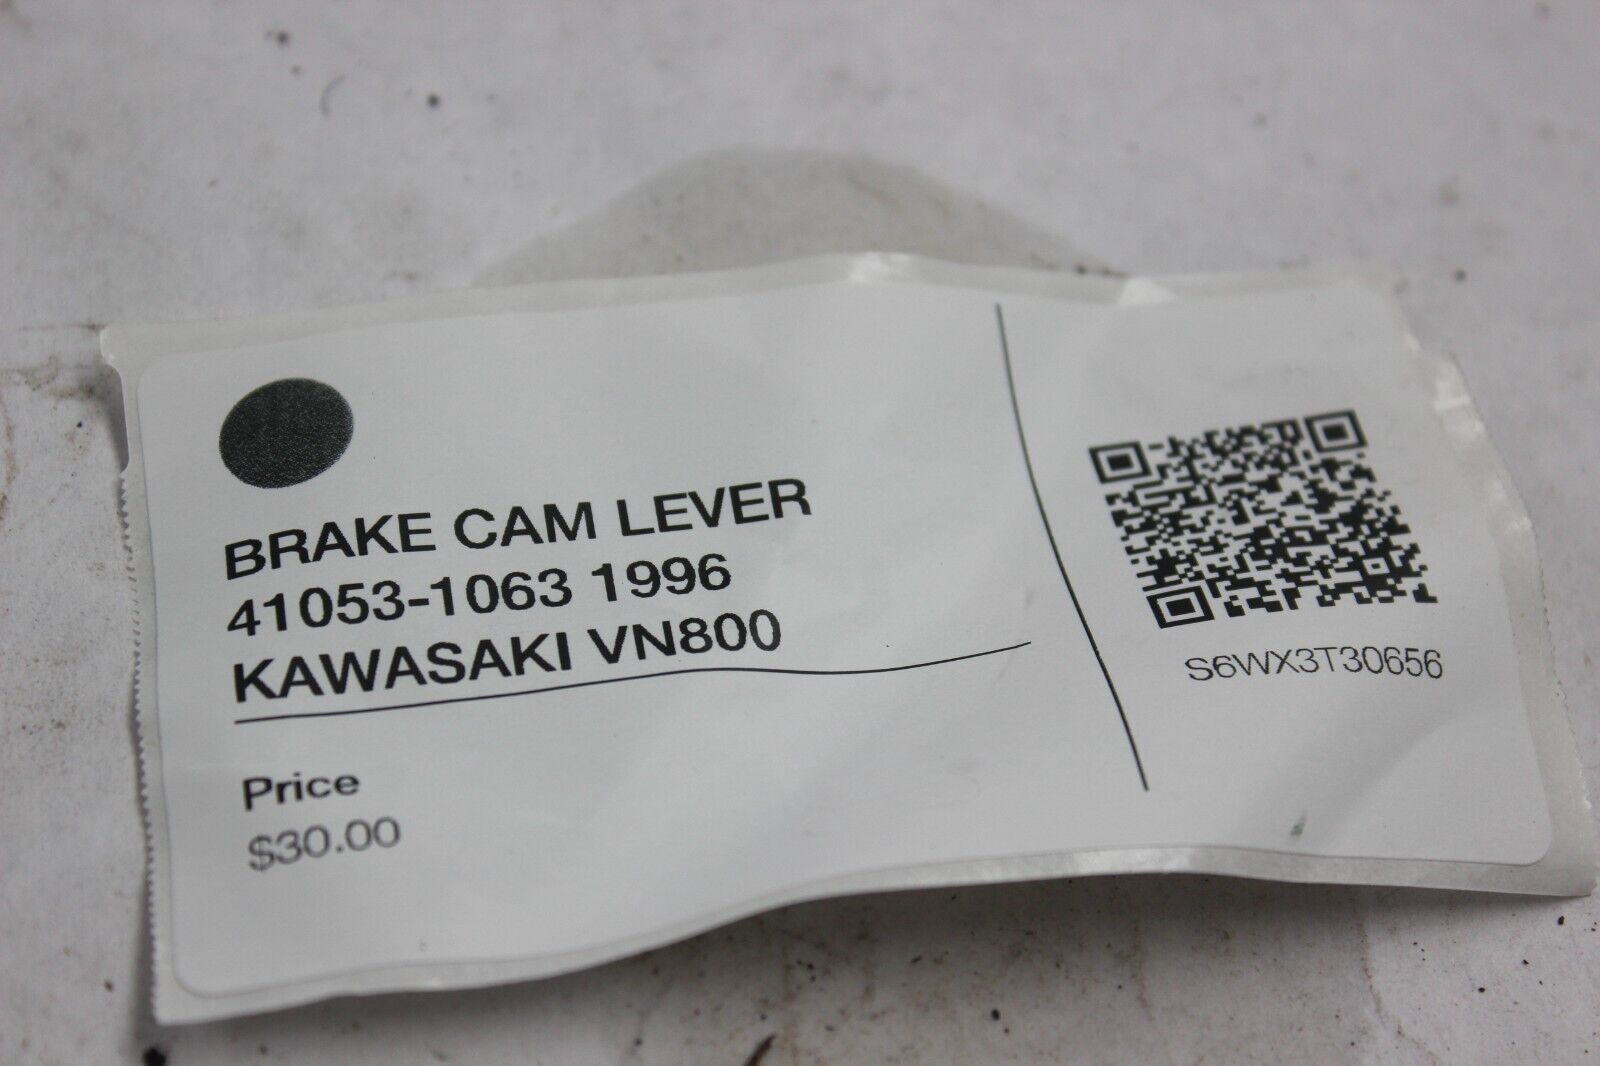 BRAKE CAM LEVER
41053-1063 1996
KAWASAKI VN800
Price
$30.00
S6WX3T30656